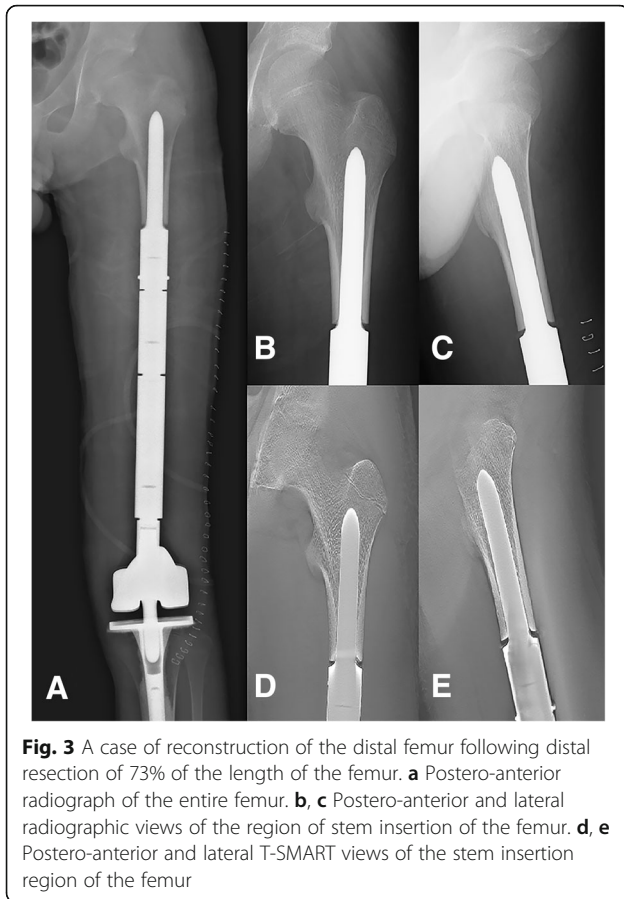 B
C
A
D
E
Fig. 3 A case of reconstruction of the distal femur following distal
resection of 73% of the length of the femur. a Postero-anterior
radiograph of the entire femur. b, c Postero-anterior and lateral
radiographic views of the region of stem insertion of the femur. d, e
Postero-anterior and lateral T-SMART views of the stem insertion
region of the femur